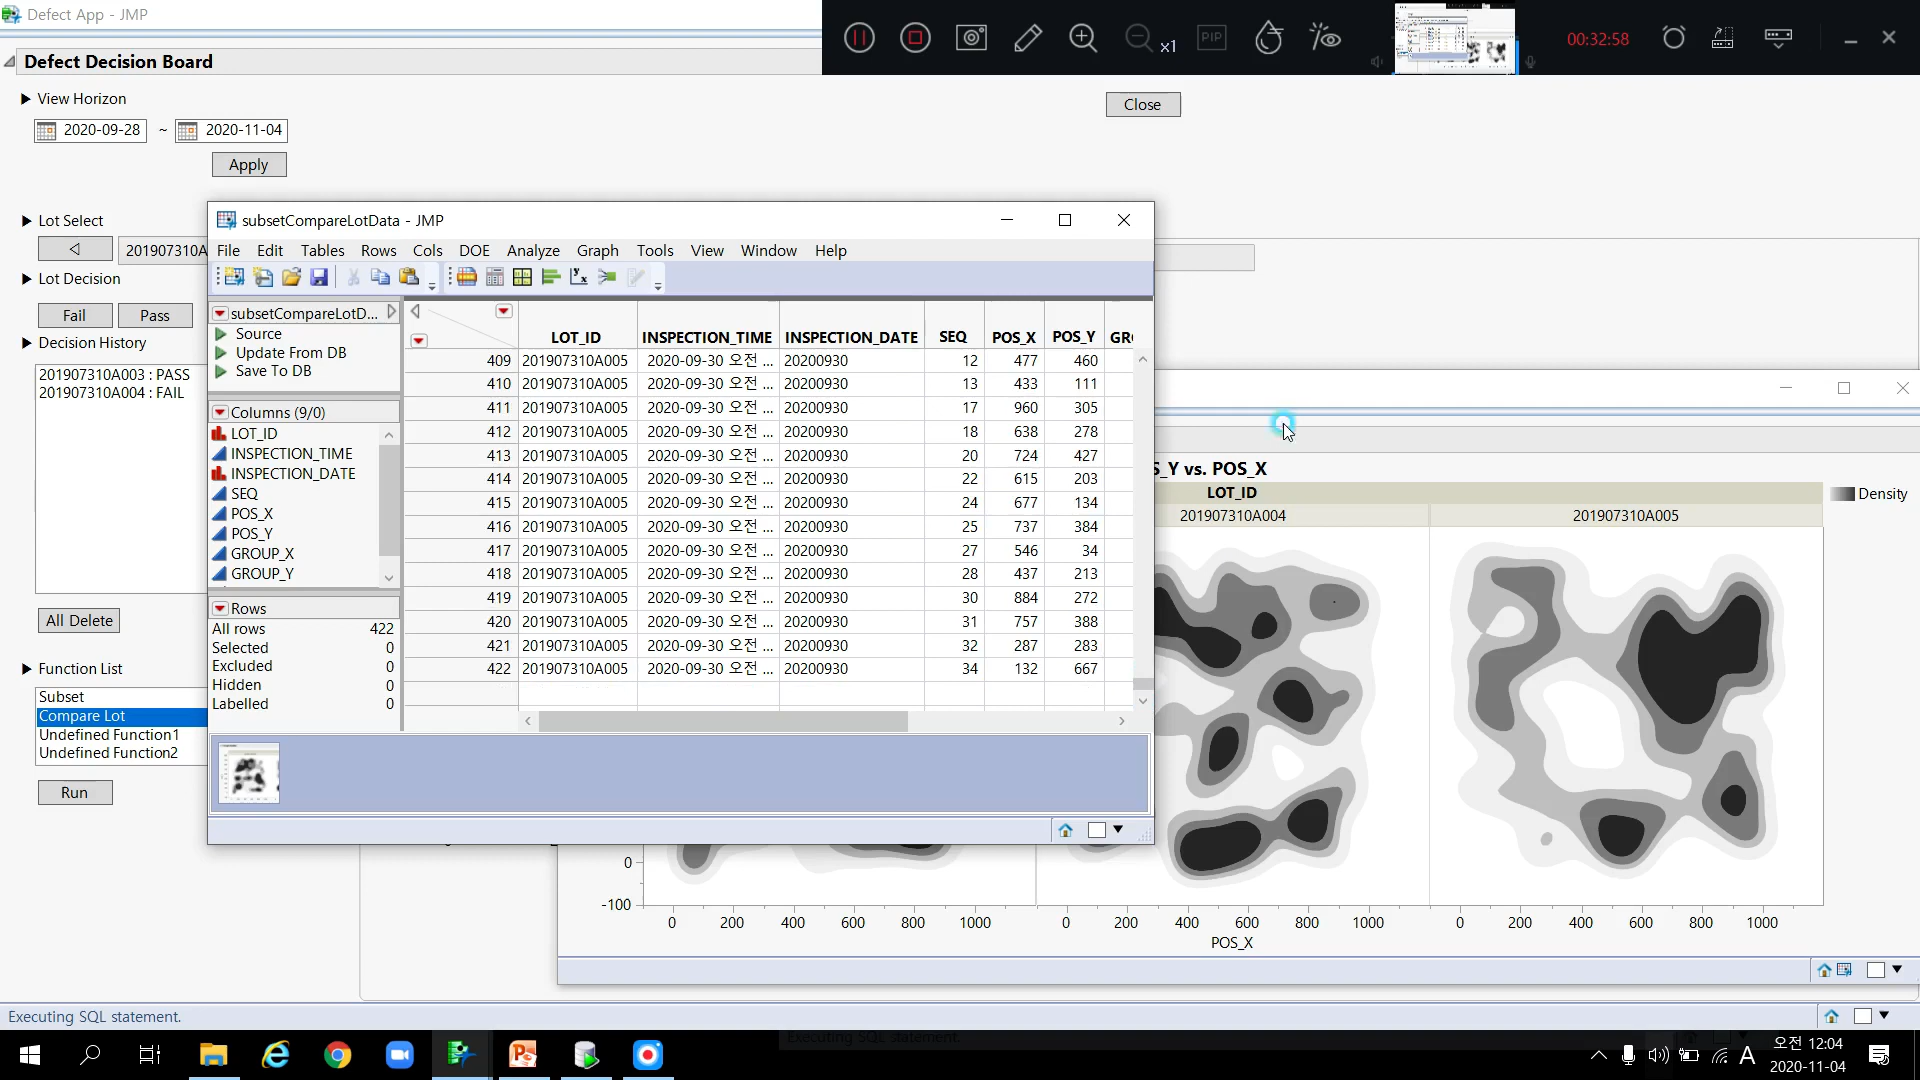 Defect App - JMP
x1
PIP
00:32:58
Defect Decision Board
View Horizon
2020-09-28 ~ 2020-11-04
Apply
Close
Lot Select
201907310A
Lot Decision
Fail Pass
Decision History
201907310A003 : PASS
201907310A004 : FAIL
All Delete
Function List
Subset
Compare Lot
Undefined Function1
Undefined Function2
Run
subsetCompareLotData - JMP
File Edit Tables Rows Cols DOE Analyze Graph Tools View Window Help
subsetCompareLotD...
Source
Update From DB
Save To DB
Columns (9/0)
LOT_ID
INSPECTION_TIME
INSPECTION_DATE
SEQ
POS_X
POS_Y
GROUP_X
GROUP_Y
Rows
All rows 422
Selected 0
Excluded 0
Hidden 0
Labelled 0
LOT_ID INSPECTION_TIME INSPECTION_DATE SEQ POS_X POS_Y
409 201907310A005 2020-09-30 오전 ... 20200930 12 477 460
410 201907310A005 2020-09-30 오전 ... 20200930 13 433 111
411 201907310A005 2020-09-30 오전 ... 20200930 17 960 305
412 201907310A005 2020-09-30 오전 ... 20200930 18 638 278
413 201907310A005 2020-09-30 오전 ... 20200930 20 724 427
414 201907310A005 2020-09-30 오전 ... 20200930 22 615 203
415 201907310A005 2020-09-30 오전 ... 20200930 24 677 134
416 201907310A005 2020-09-30 오전 ... 20200930 25 737 384
417 201907310A005 2020-09-30 오전 ... 20200930 27 546 34
418 201907310A005 2020-09-30 오전 ... 20200930 28 437 213
419 201907310A005 2020-09-30 오전 ... 20200930 30 884 272
420 201907310A005 2020-09-30 오전 ... 20200930 31 757 388
421 201907310A005 2020-09-30 오전 ... 20200930 32 287 283
422 201907310A005 2020-09-30 오전 ... 20200930 34 132 667
S_Y vs. POS_X
LOT_ID
201907310A004 201907310A005
Density
0
-100
0 200 400 600 800 1000 0 200 400 600 800 1000 0 200 400 600 800 1000
POS_X
Executing SQL statement.
Executing SQL statement.
A
오전 12:04
2020-11-04